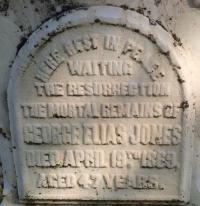 HERE REST IN PEACE
WAITING
THE RESURRECTION
THE MORTAL REMAINS OF
GEORGE ELIAS JONES
DIED APRIL 19TH 1889,
AGED 47 YEARS.